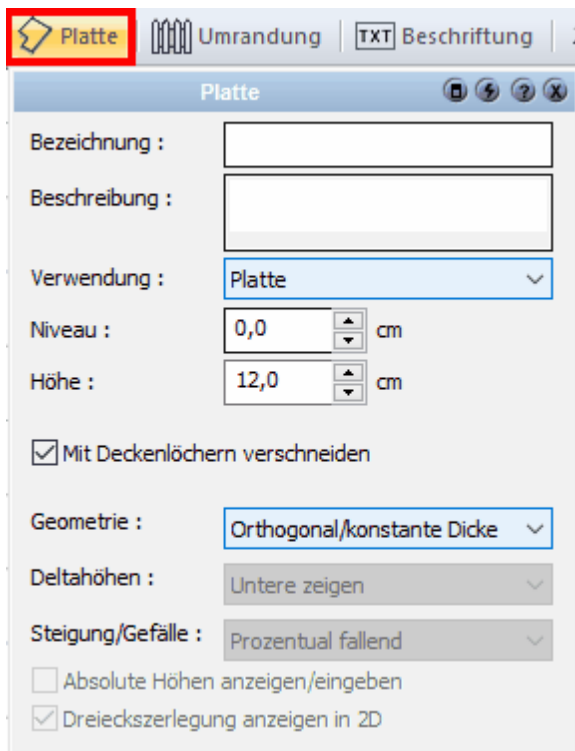 Platte Umrandung TXT Beschriftung
Platte
Bezeichnung :
Beschreibung :
Verwendung : Platte
Niveau : 0,0 cm
Höhe : 12,0 cm
Mit Deckenlöchern verschneiden
Geometrie : Orthogonal/konstante Dicke
Deltahöhen : Untere zeigen
Steigung/Gefälle : Prozentual fallend
Absolute Höhen anzeigen/eingeben
Dreieckszerlegung anzeigen in 2D